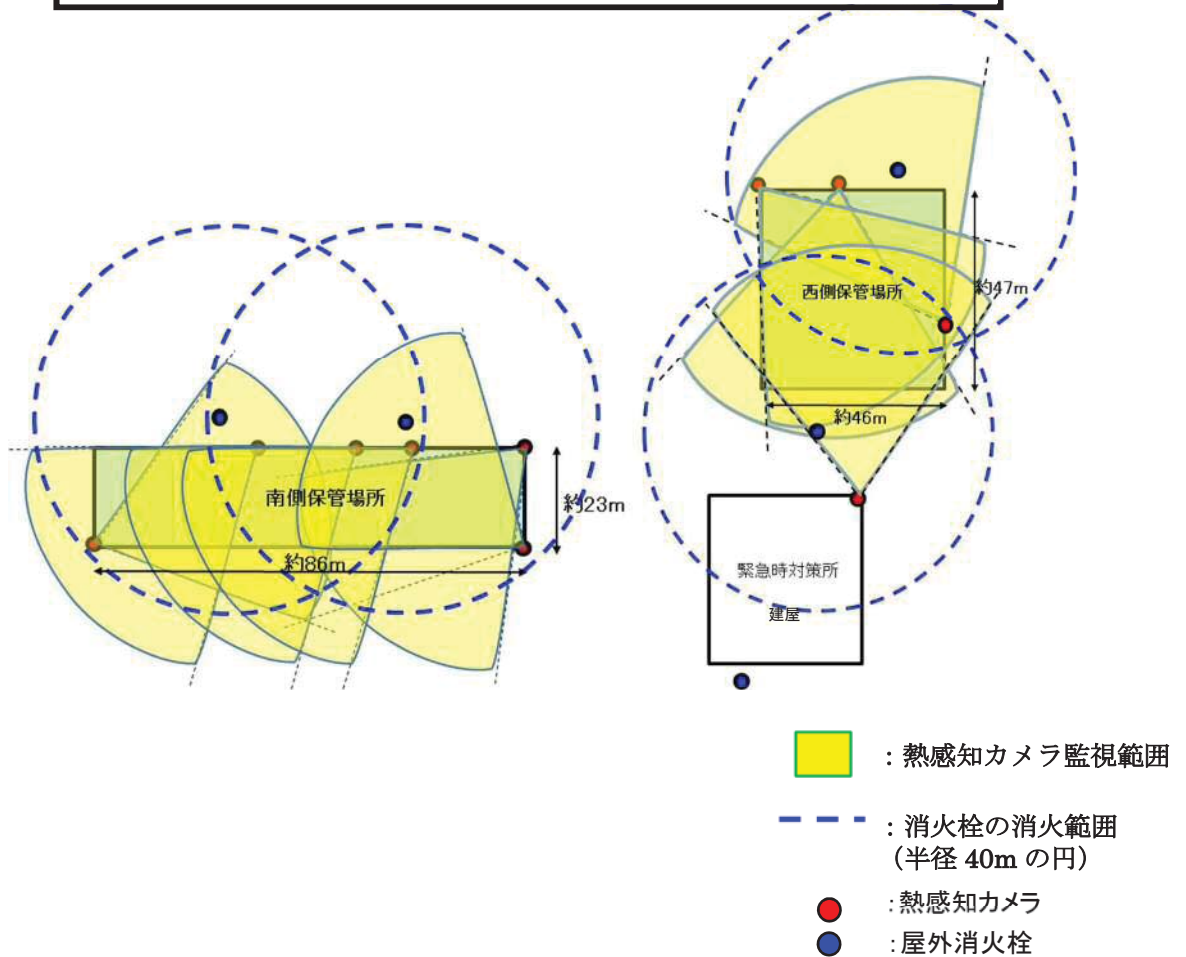 西側保管場所
約47m
約46m
南側保管場所
約23m
約86m
緊急時対策所
建屋
：熱感知カメラ監視範囲
：消火栓の消火範囲
（半径 40m の円）
：熱感知カメラ
：屋外消火栓